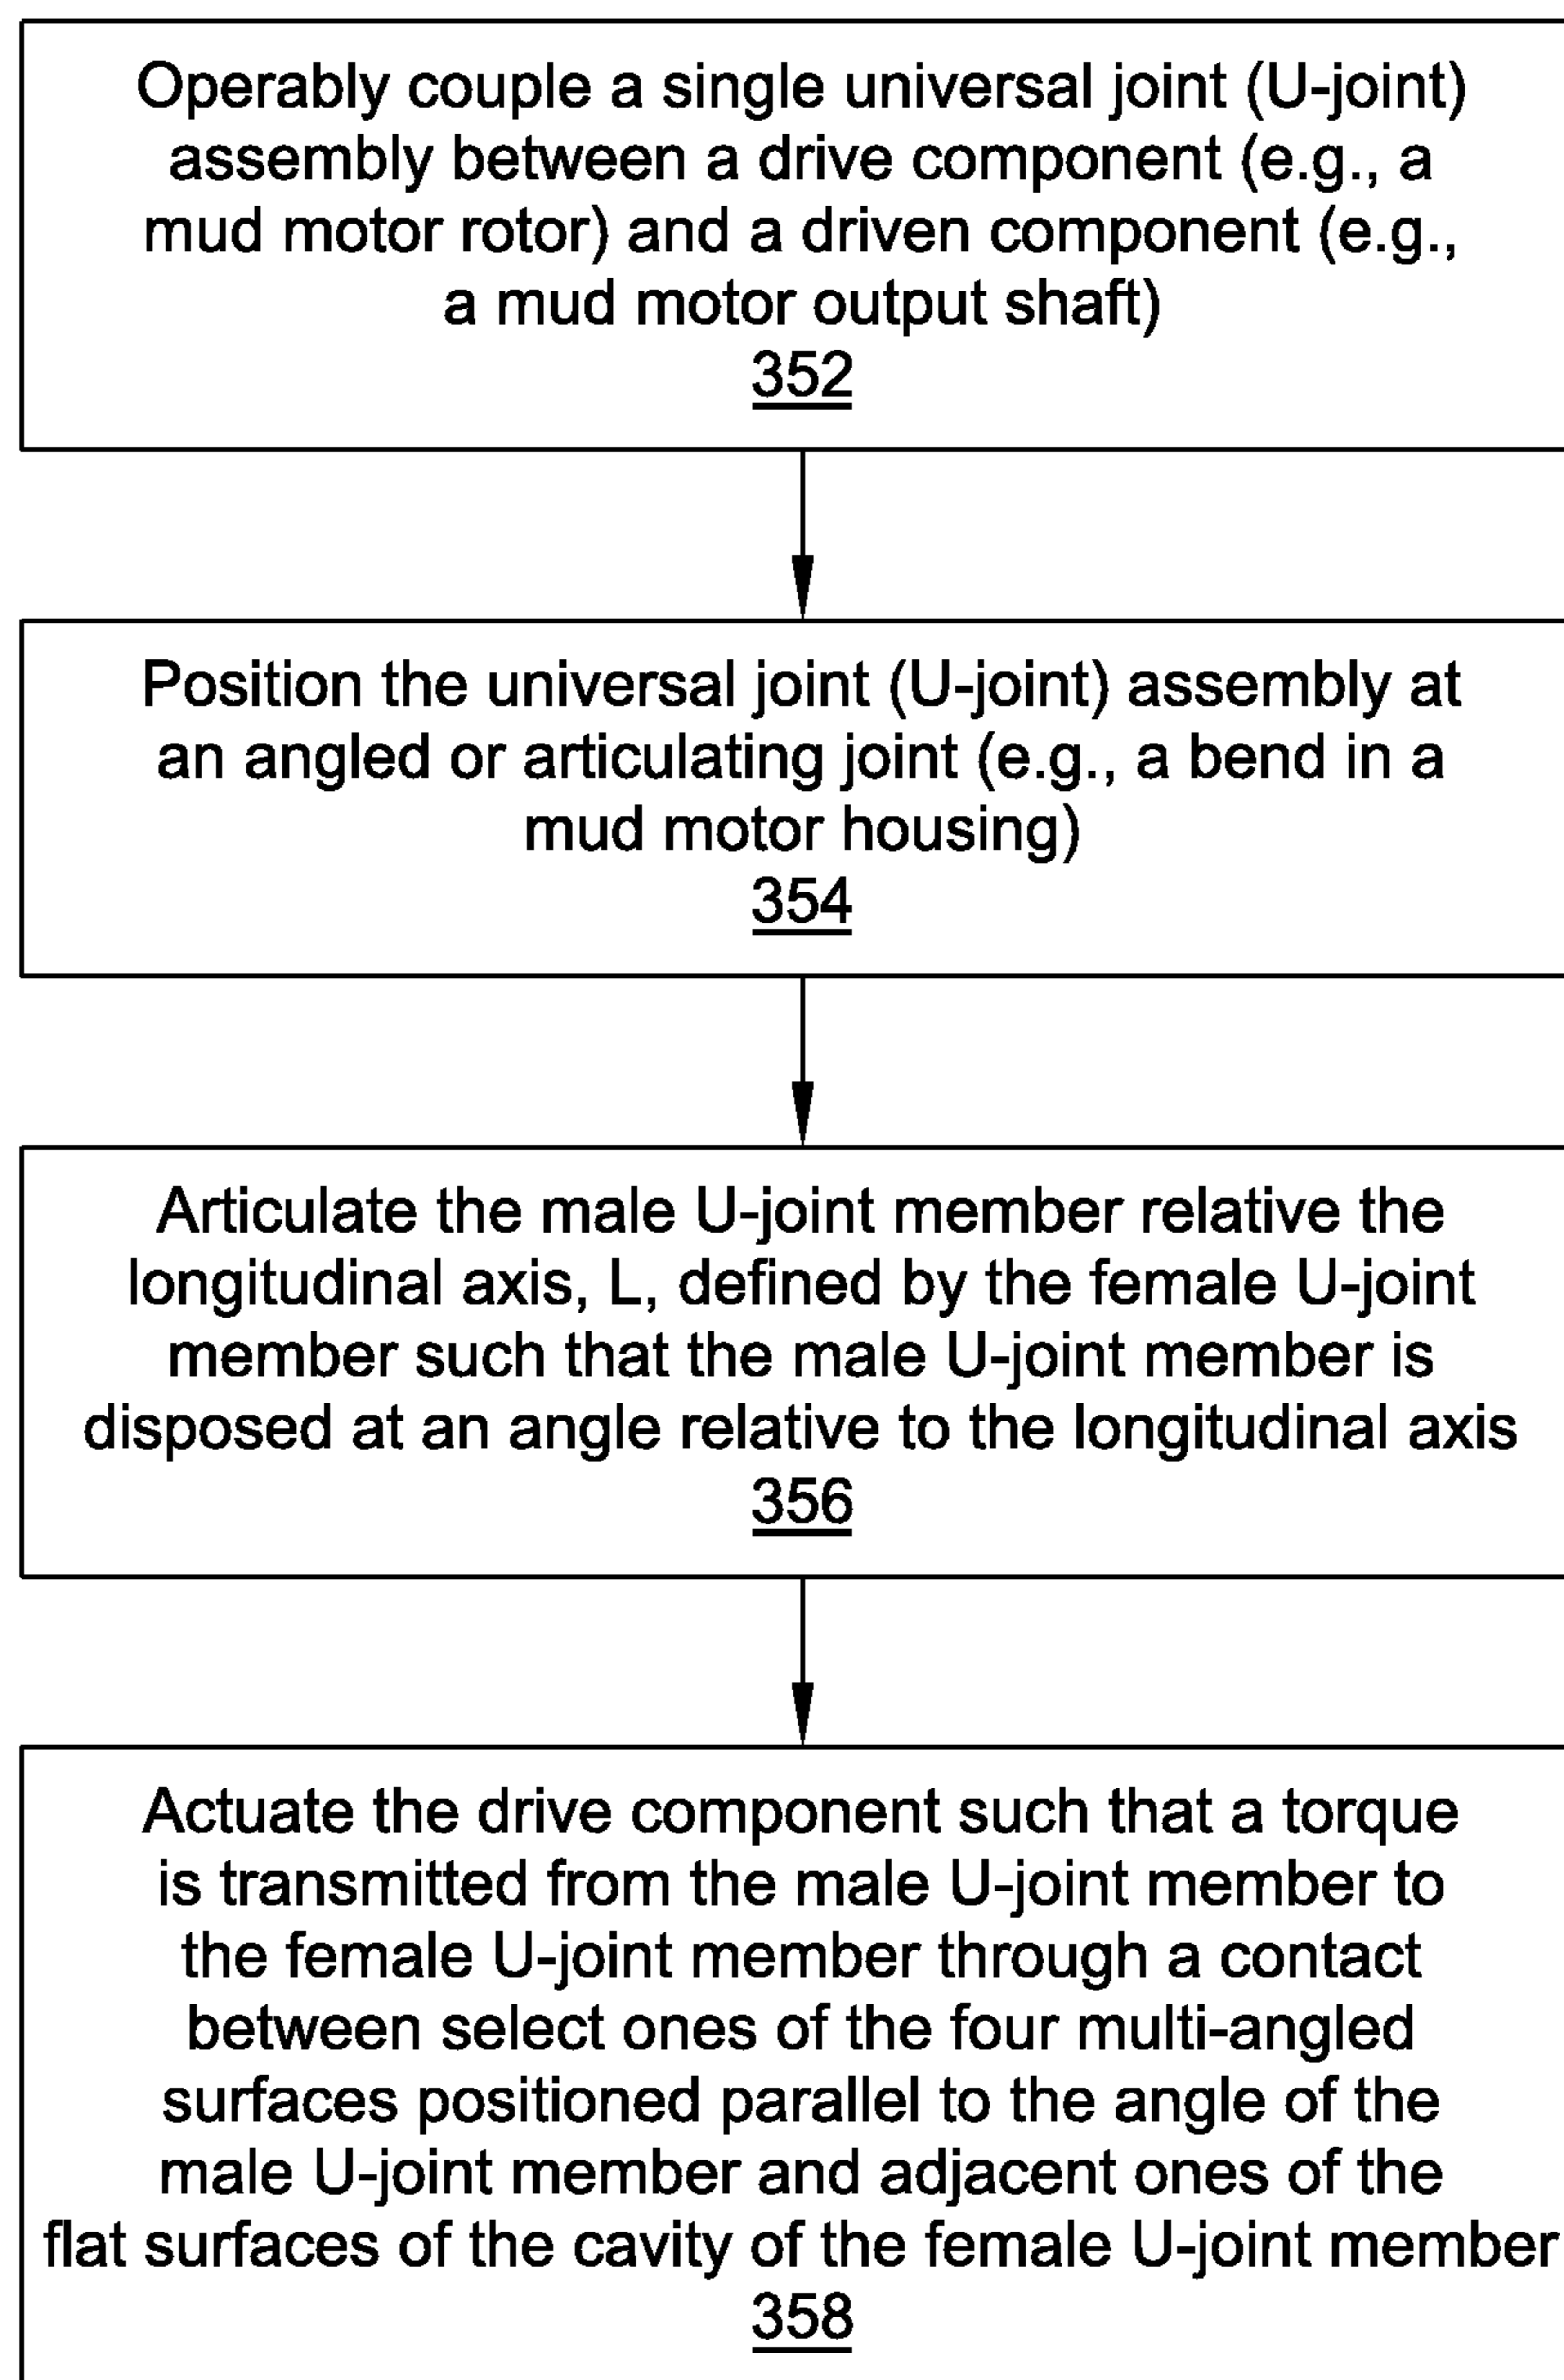 Operably couple a single universal joint (U-joint)
assembly between a drive component (e.g., a
mud motor rotor) and a driven component (e.g.,
a mud motor output shaft)
352
Position the universal joint (U-joint) assembly at
an angled or articulating joint (e.g., a bend in a
mud motor housing)
354
Articulate the male U-joint member relative the
longitudinal axis, L, defined by the female U-joint
member such that the male U-joint member is
disposed at an angle relative to the longitudinal axis
356
Actuate the drive component such that a torque
is transmitted from the male U-joint member to
the female U-joint member through a contact
between select ones of the four multi-angled
surfaces positioned parallel to the angle of the
male U-joint member and adjacent ones of the
flat surfaces of the cavity of the female U-joint member
358